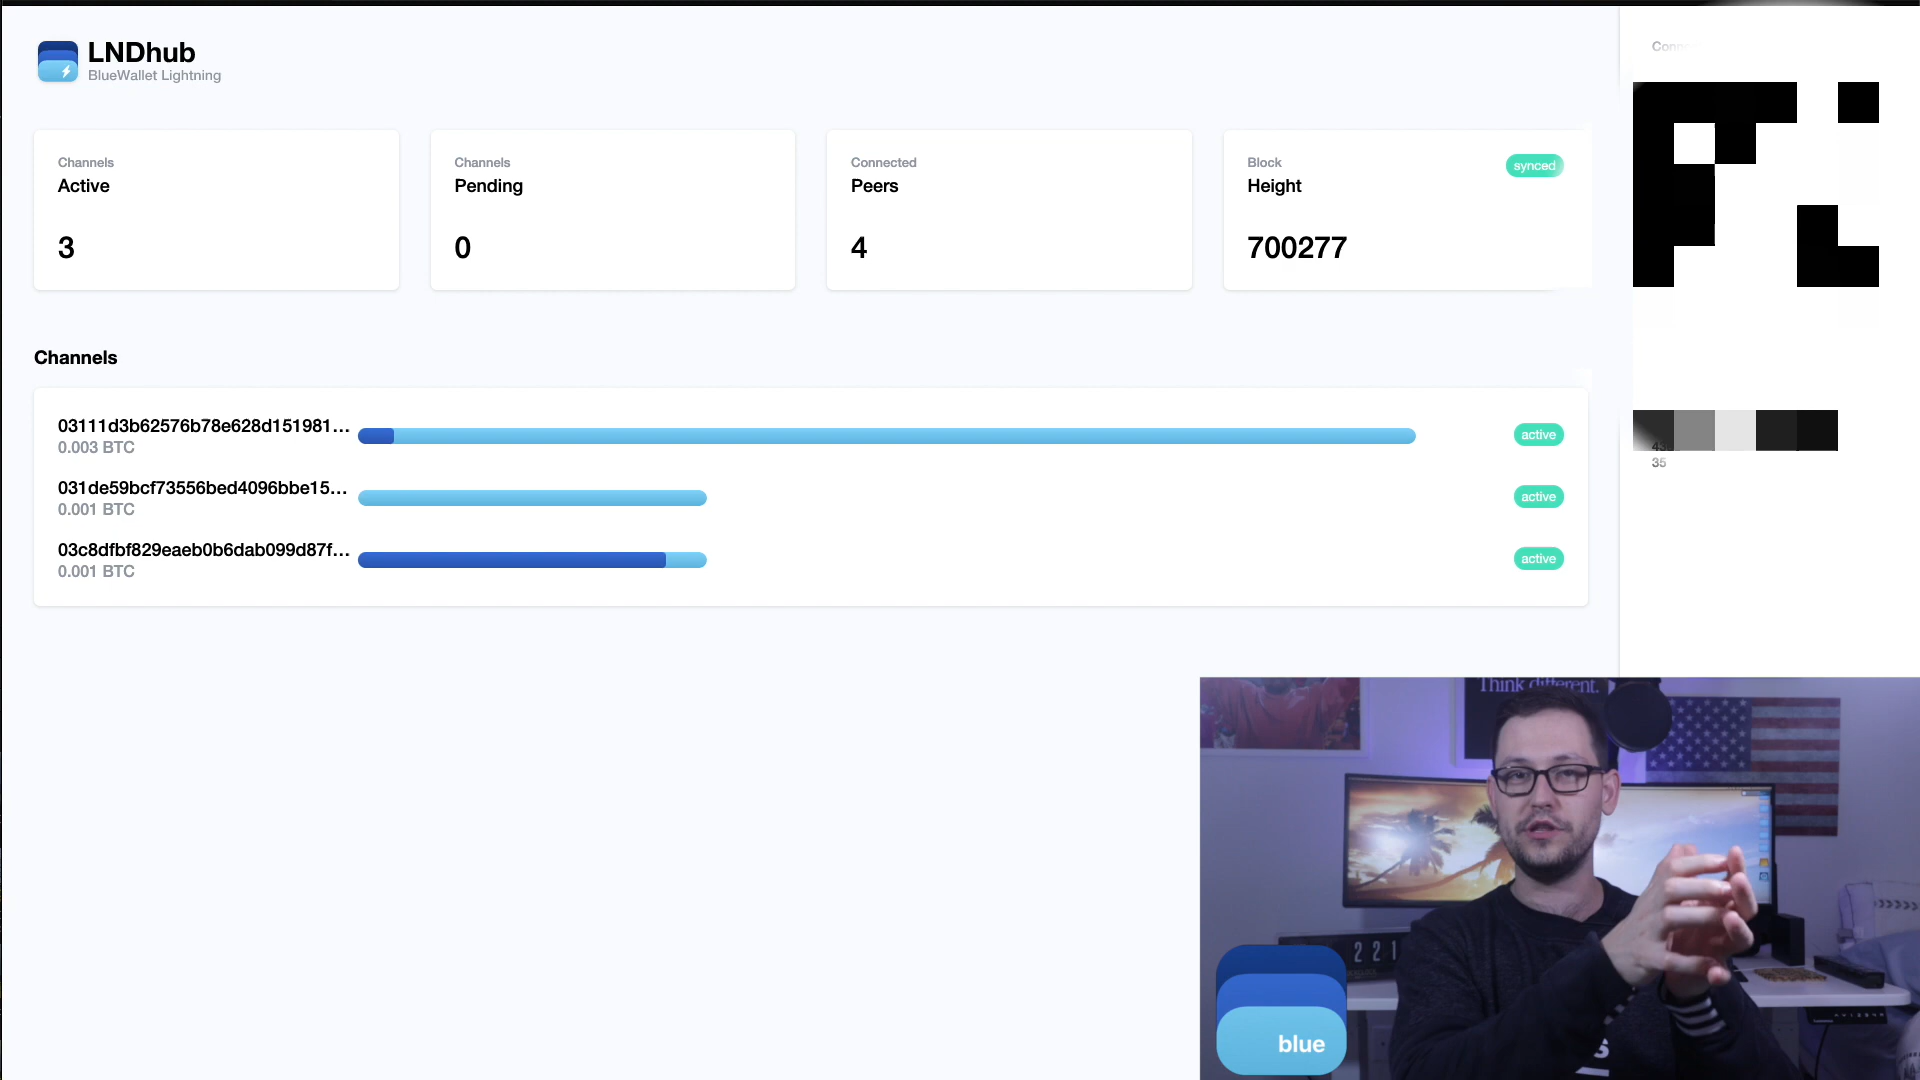 LNDhub
BlueWallet Lightning
Channels
Active
3
Channels
Pending
0
Connected
Peers
4
Block
Height
synced
700277
Channels
03111d3b62576b78e628d151981...
0.003 BTC
active
031de59bcf73556bed4096bbe15...
0.001 BTC
active
03c8dfbf829eaeb0b6dab099d87f...
0.001 BTC
active
35
Think different.
221
blue